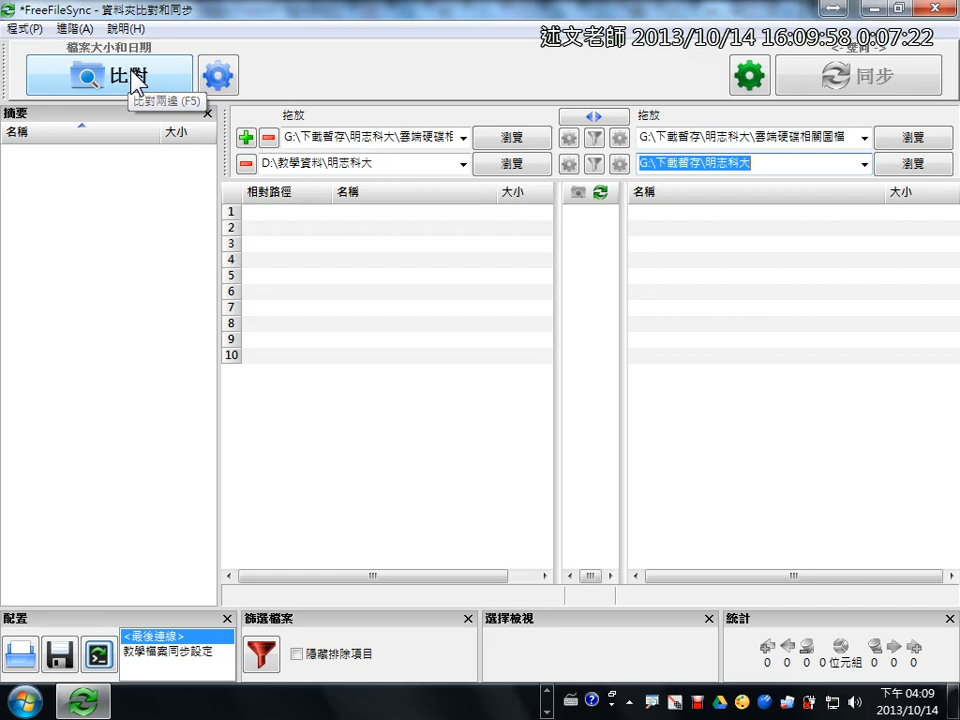 *FreeFileSync - 資料夾比對和同步
程式(P) 進階(A) 說明(H)
述文老師 2013/10/14 16:09:58 0:07:22
檔案大小和日期
比對
同步
比對兩邊 (F5)
摘要
名稱 大小
拖放 拖放
G:\下載暫存\明志科大\雲端硬碟相 瀏覽 G:\下載暫存\明志科大\雲端硬碟相關圖檔 瀏覽
D:\教學資料\明志科大 瀏覽 G:\下載暫存\明志科大 瀏覽
相對路徑 名稱 大小 名稱 大小
1
2
3
4
5
6
7
8
9
10
配置 篩選檔案 選擇檢視 統計
<最後連線>
教學檔案同步設定
隱藏排除項目
0 0 0 0 位元組 0 0 0
下午 04:09
2013/10/14